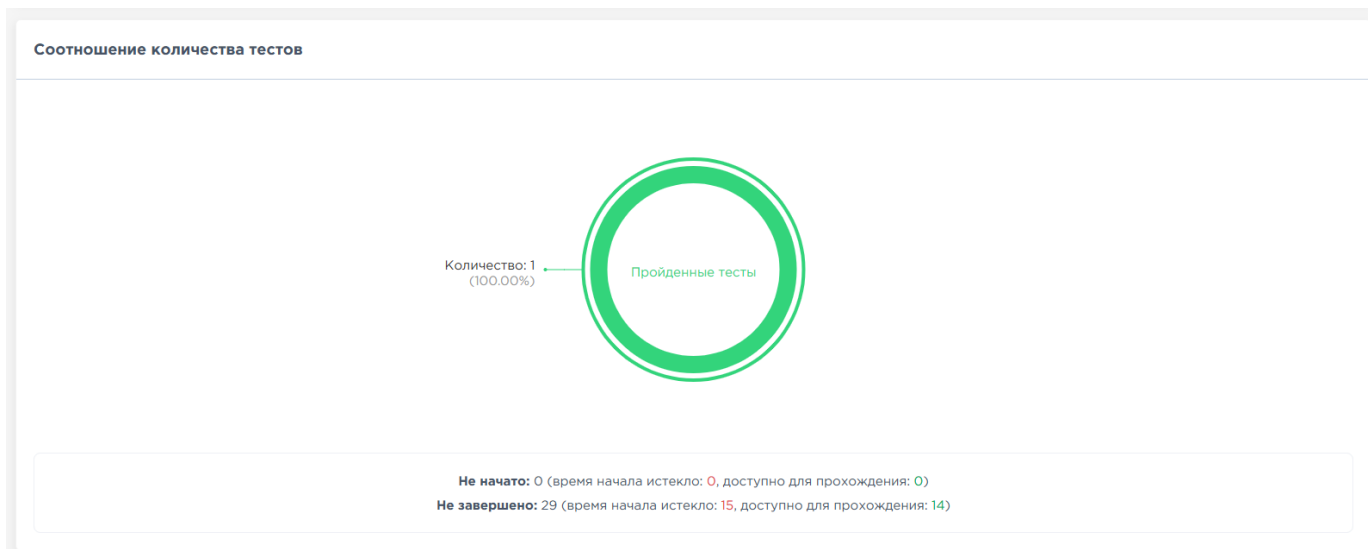 Соотношение количества тестов
Количество: 1
(100.00%)
Пройденные тесты
Не начато: 0 (время начала истекло: 0, доступно для прохождения: 0)
Не завершено: 29 (время начала истекло: 15, доступно для прохождения: 14)